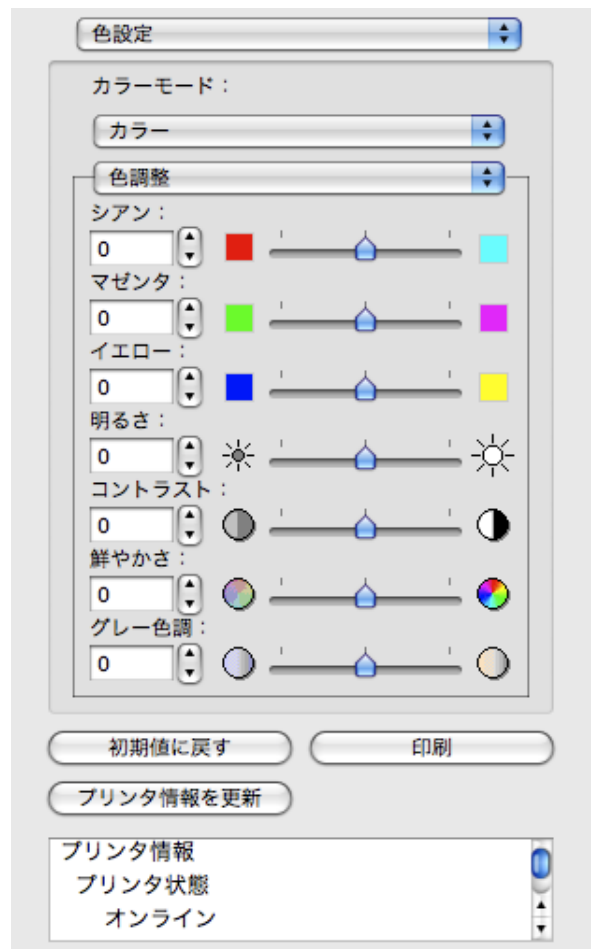 色設定
カラーモード：
カラー
色調整
シアン：
0
マゼンタ：
0
イエロー：
0
明るさ：
0
コントラスト：
0
鮮やかさ：
0
グレー色調：
0
初期値に戻す
印刷
プリンタ情報を更新
プリンタ情報
プリンタ状態
オンライン